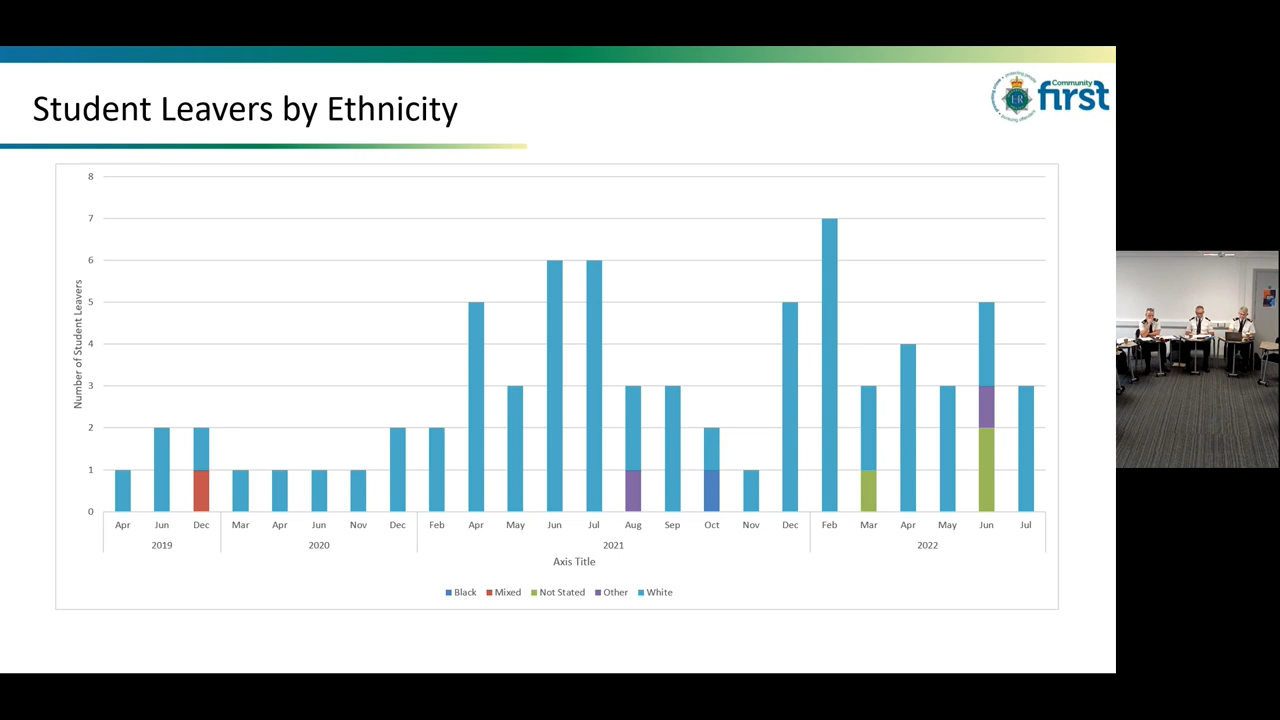 Student Leavers by Ethnicity
Community
first
8
7
6
5
4
3
2
1
0
Number of Student Leavers
Apr Jun Dec Mar Apr Jun Nov Dec Feb Apr May Jun Jul Aug Sep Oct Nov Dec Feb Mar Apr May Jun Jul
2019 2020 2021 2022
Axis Title
Black Mixed Not Stated Other White